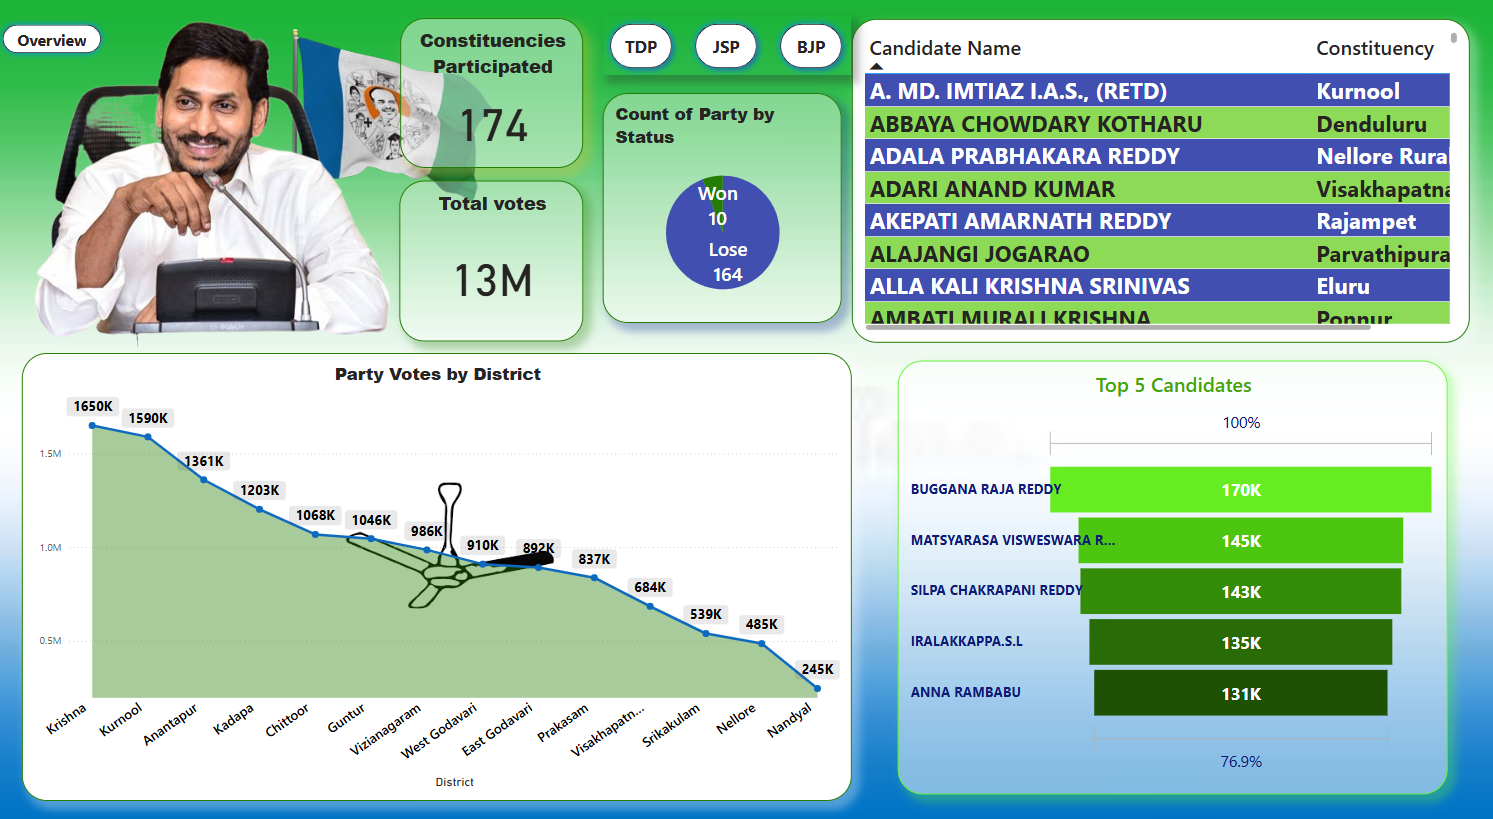 Overview
Constituencies
Participated
174
Total votes
13M
TDP
JSP
BJP
Count of Party by
Status
Won
10
Lose
164
Candidate Name Constituency
A. MD. IMTIAZ I.A.S., (RETD) Kurnool
ABBAYA CHOWDARY KOTHARU Denduluru
ADALA PRABHAKARA REDDY Nellore Rural
ADARI ANAND KUMAR Visakhapatna
AKEPATI AMARNATH REDDY Rajampet
ALAJANGI JOGARAO Parvathipura
ALLA KALI KRISHNA SRINIVAS Eluru
AMBATI MURALI KRISHNA Ponnur
Party Votes by District
1650K
1590K
1361K
1203K
1068K
1046K
986K
910K
892K
837K
684K
539K
485K
245K
1.5M
1.0M
0.5M
Krishna
Kurnool
Anantapur
Kadapa
Chittoor
Guntur
Vizianagaram
West Godavari
East Godavari
Prakasam
Visakhapatn...
Srikakulam
Nellore
Nandyal
District
Top 5 Candidates
100%
BUGGANA RAJA REDDY 170K
MATSYARASA VISWESWARA R... 145K
SILPA CHAKRAPANI REDDY 143K
IRALAKKAPPA.S.L 135K
ANNA RAMBABU 131K
76.9%